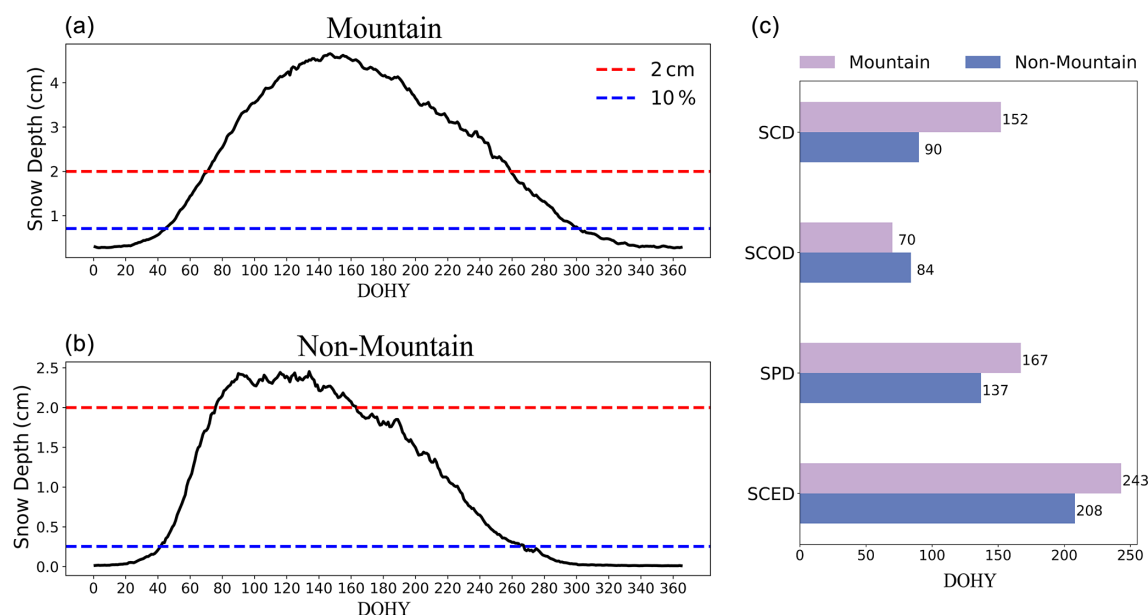 (a)
Mountain
Snow Depth (cm)
4
3
2
1
2 cm
10 %
0 20 40 60 80 100 120 140 160 180 200 220 240 260 280 300 320 340 360
DOHY
(b)
Non-Mountain
Snow Depth (cm)
2.5
2.0
1.5
1.0
0.5
0.0
0 20 40 60 80 100 120 140 160 180 200 220 240 260 280 300 320 340 360
DOHY
(c)
Mountain Non-Mountain
SCD
152
90
SCOD
70
84
SPD
167
137
SCED
243
208
0 50 100 150 200 250
DOHY